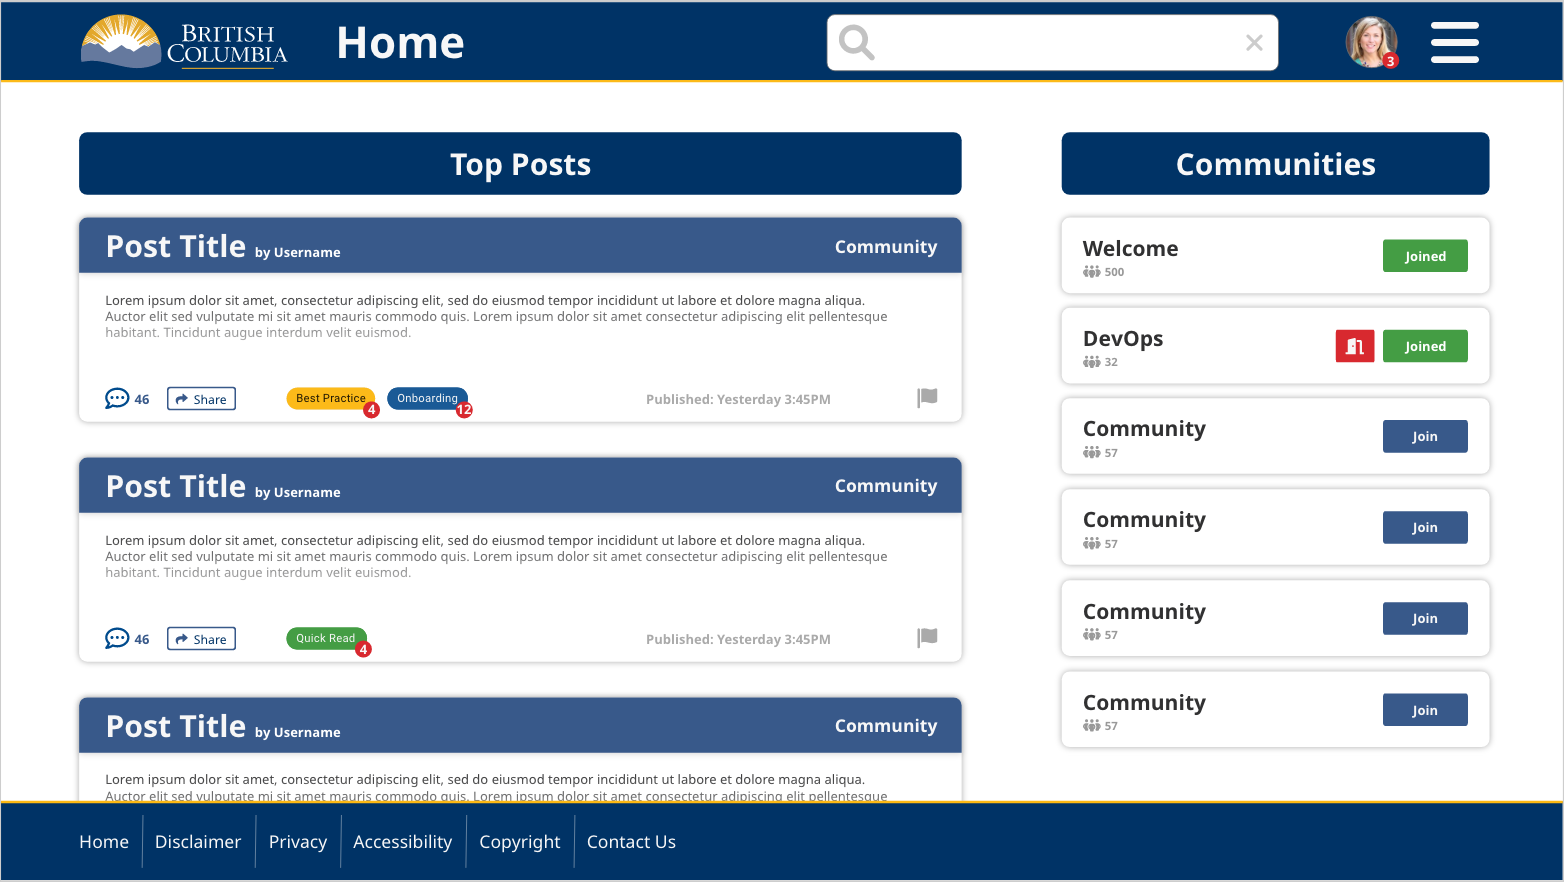 BRITISH
COLUMBIA
Home
3
Top Posts
Post Title by Username
Community
Lorem ipsum dolor sit amet, consectetur adipiscing elit, sed do eiusmod tempor incididunt ut labore et dolore magna aliqua.
Auctor elit sed vulputate mi sit amet mauris commodo quis. Lorem ipsum dolor sit amet consectetur adipiscing elit pellentesque
habitant. Tincidunt augue interdum velit euismod.
46
Share
Best Practice
4
Onboarding
12
Published: Yesterday 3:45PM
Post Title by Username
Community
Lorem ipsum dolor sit amet, consectetur adipiscing elit, sed do eiusmod tempor incididunt ut labore et dolore magna aliqua.
Auctor elit sed vulputate mi sit amet mauris commodo quis. Lorem ipsum dolor sit amet consectetur adipiscing elit pellentesque
habitant. Tincidunt augue interdum velit euismod.
46
Share
Quick Read
4
Published: Yesterday 3:45PM
Post Title by Username
Community
Lorem ipsum dolor sit amet, consectetur adipiscing elit, sed do eiusmod tempor incididunt ut labore et dolore magna aliqua.
Auctor elit sed vulputate mi sit amet mauris commodo quis. Lorem ipsum dolor sit amet consectetur adipiscing elit pellentesque
Communities
Welcome
500
Joined
DevOps
32
Joined
Community
57
Join
Community
57
Join
Community
57
Join
Community
57
Join
Home
Disclaimer
Privacy
Accessibility
Copyright
Contact Us